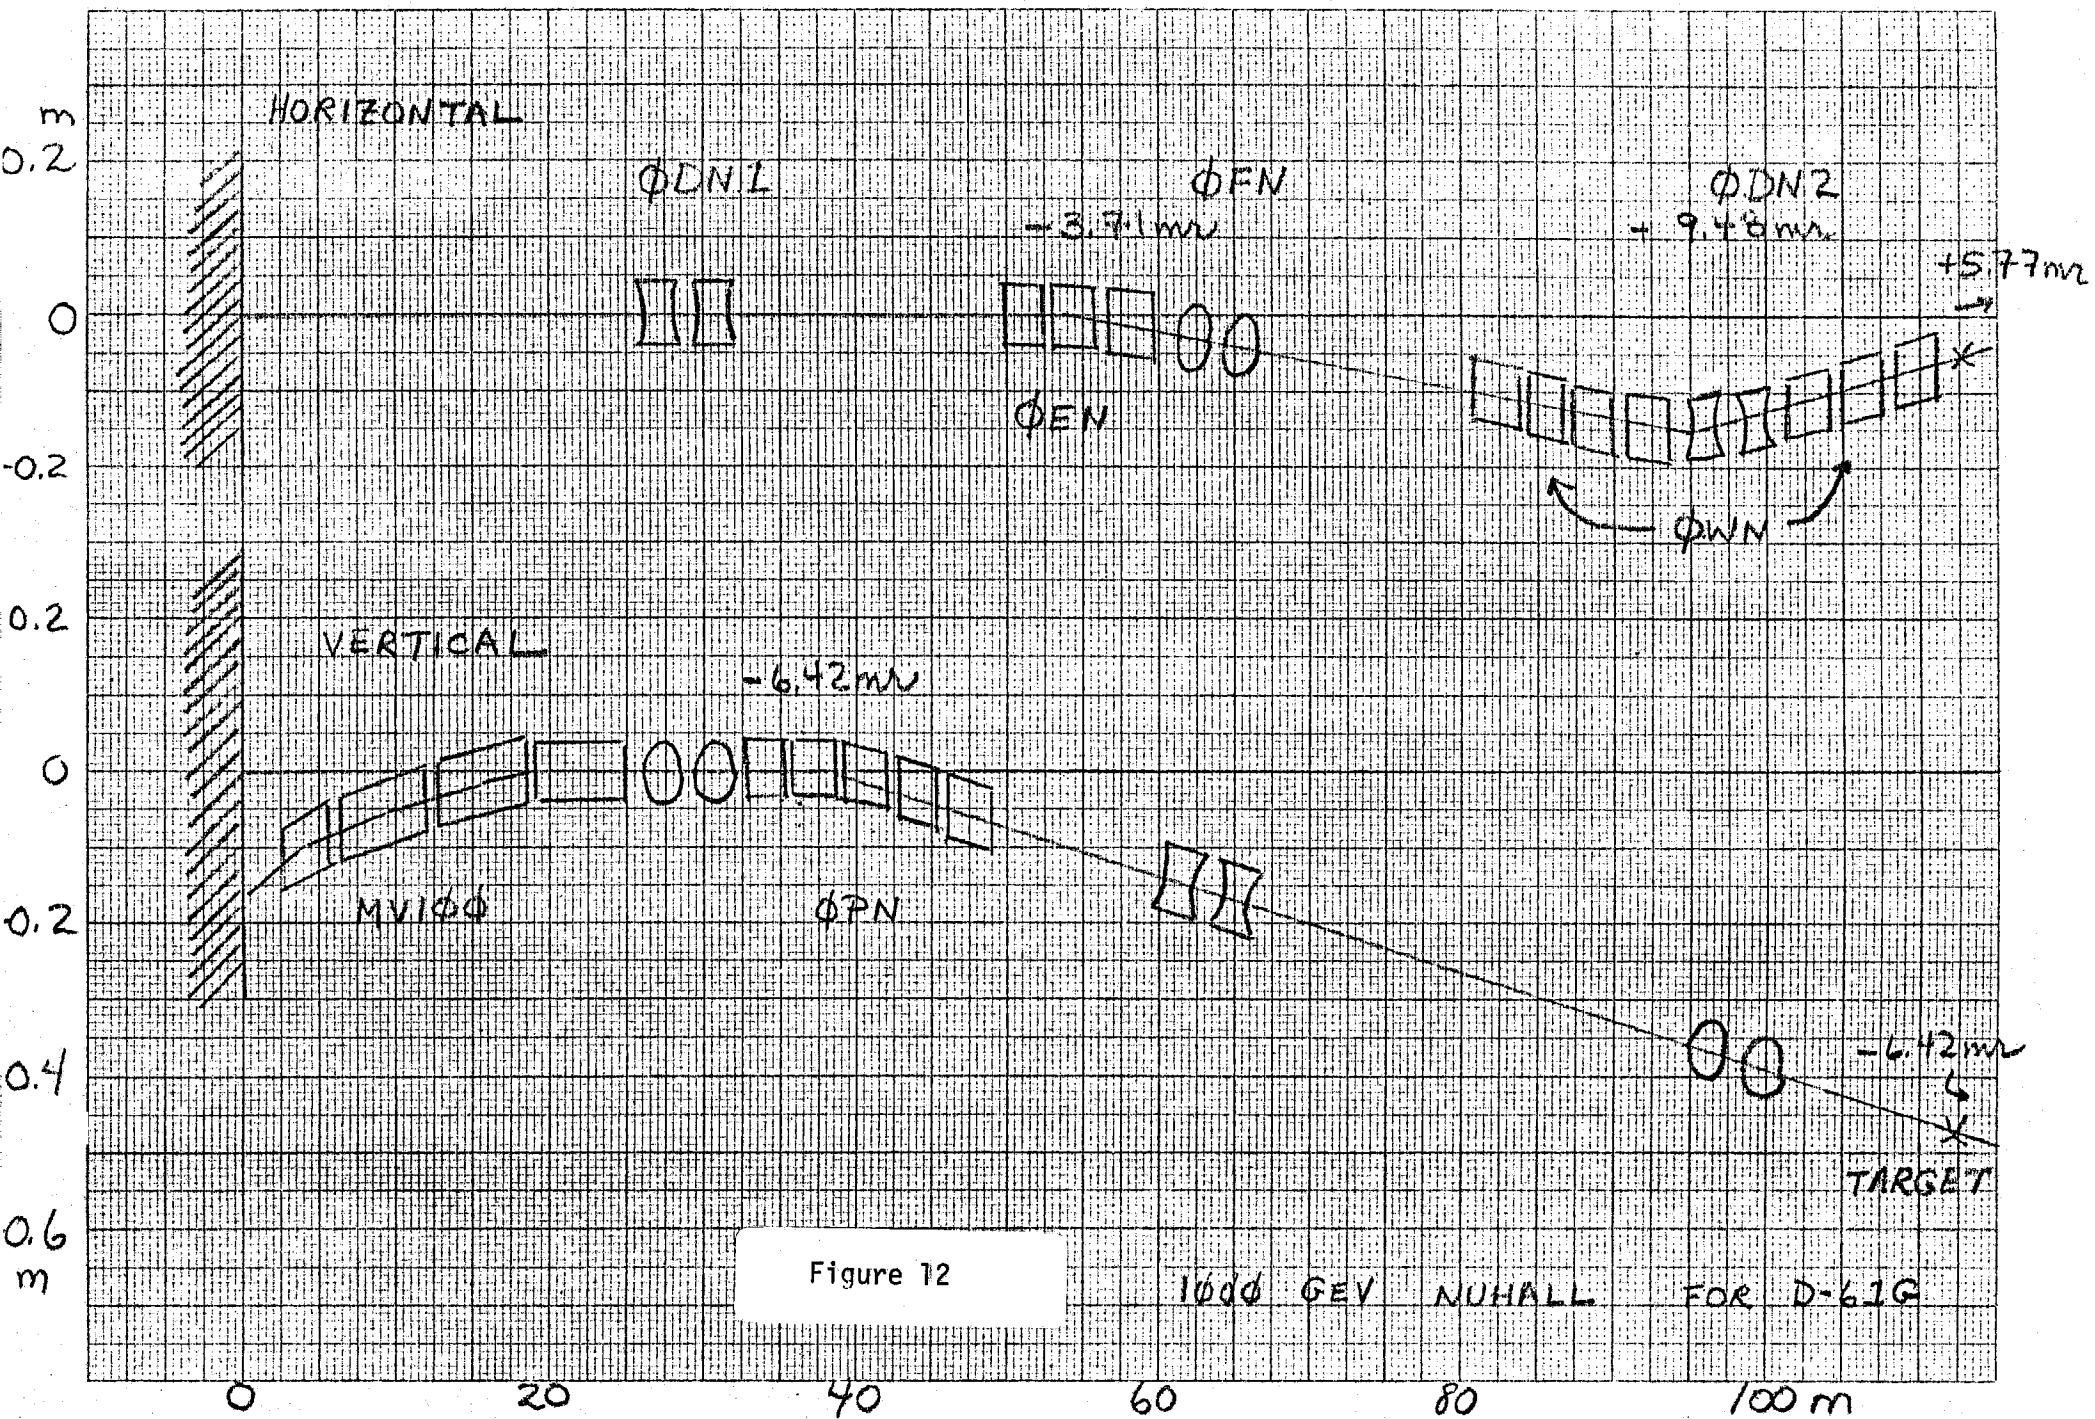 m
HORIZONTAL
0.2
ϕDN1
ϕFN
ϕDN2
-3.71mr
+9.48mr
+5.77mr
0
ϕEN
-0.2
ϕWN
0.2
VERTICAL
-6.42mr
0
MV1ϕϕ
ϕPN
0.2
-6.42mr
0.4
TARGET
0.6
m
Figure 12
1ϕϕϕ GEV NUHALL FOR D-61G
0 20 40 60 80 100 m